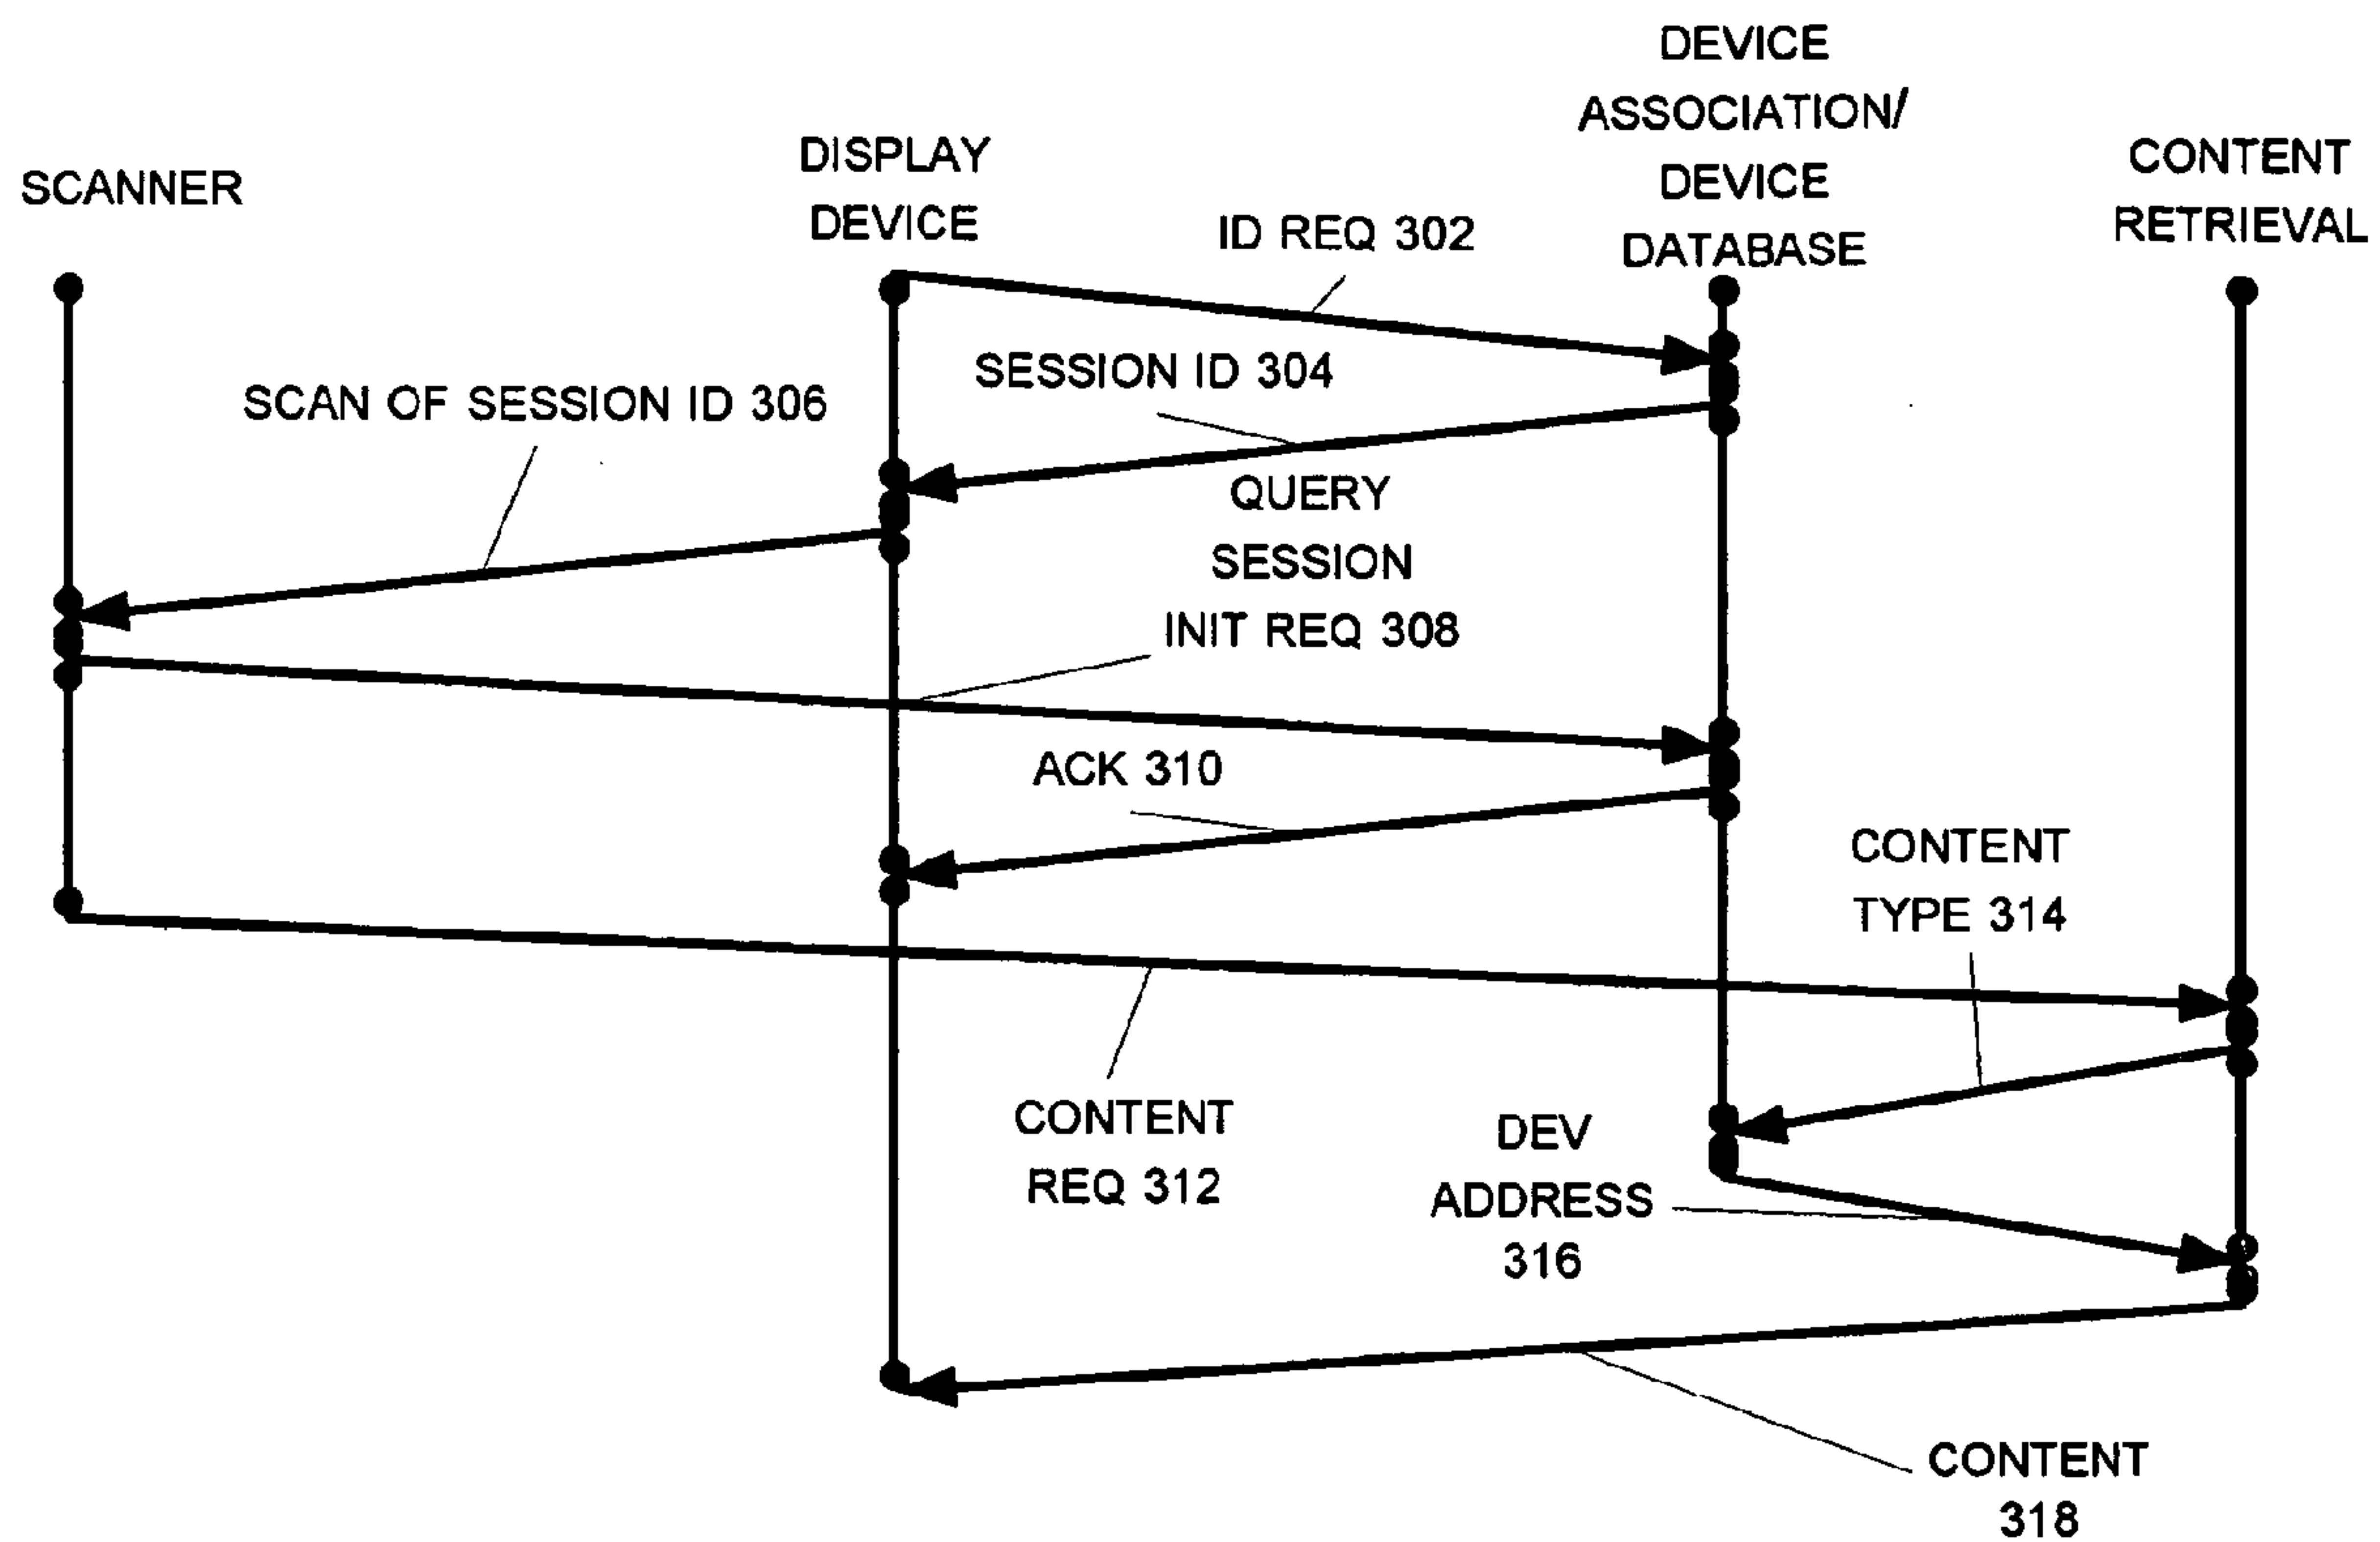 SCANNER
DISPLAY
DEVICE
DEVICE
ASSOCIATION/
DEVICE
DATABASE
CONTENT
RETRIEVAL
ID REQ 302
SESSION ID 304
SCAN OF SESSION ID 306
QUERY
SESSION
INIT REQ 308
ACK 310
CONTENT
TYPE 314
CONTENT
REQ 312
DEV
ADDRESS
316
CONTENT
318